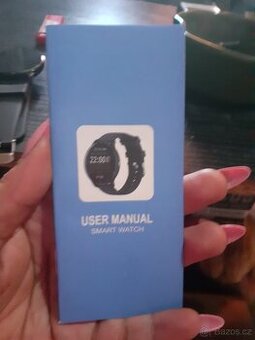 22:00
USER MANUAL
SMART WATCH
Bazos.cz